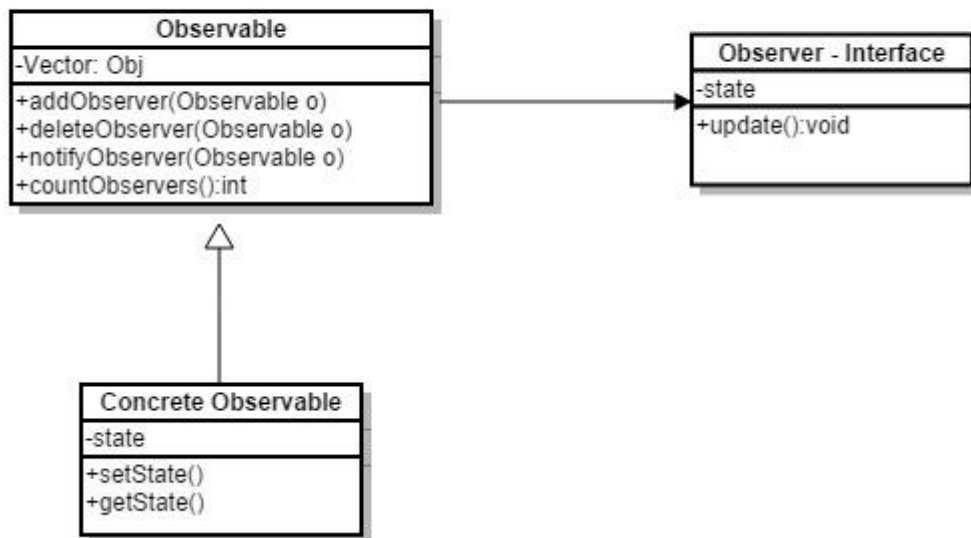 Observable
-Vector: Obj
+addObserver(Observable o)
+deleteObserver(Observable o)
+notifyObserver(Observable o)
+countObservers():int
Observer - Interface
-state
+update():void
Concrete Observable
-state
+setState()
+getState()